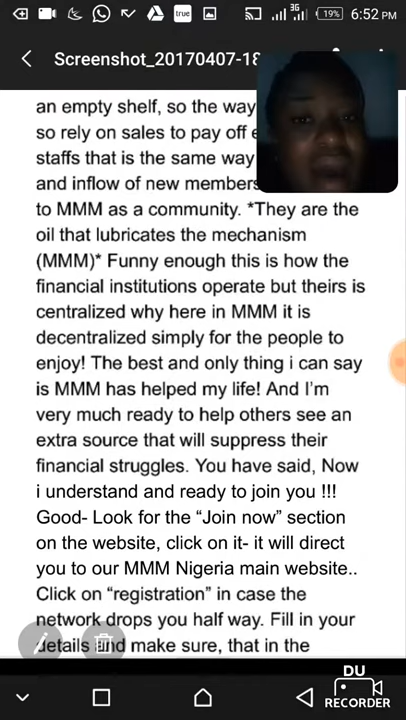 true
3G
19%
6:52 PM
Screenshot_20170407-18
an empty shelf, so the way
so rely on sales to pay off
staffs that is the same way
and inflow of new members
to MMM as a community. *They are the
oil that lubricates the mechanism
(MMM)* Funny enough this is how the
financial institutions operate but theirs is
centralized why here in MMM it is
decentralized simply for the people to
enjoy! The best and only thing i can say
is MMM has helped my life! And I'm
very much ready to help others see an
extra source that will suppress their
financial struggles. You have said, Now
i understand and ready to join you !!!
Good- Look for the “Join now” section
on the website, click on it- it will direct
you to our MMM Nigeria main website..
Click on “registration” in case the
network drops you half way. Fill in your
details and make sure, that in the
DU
RECORDER